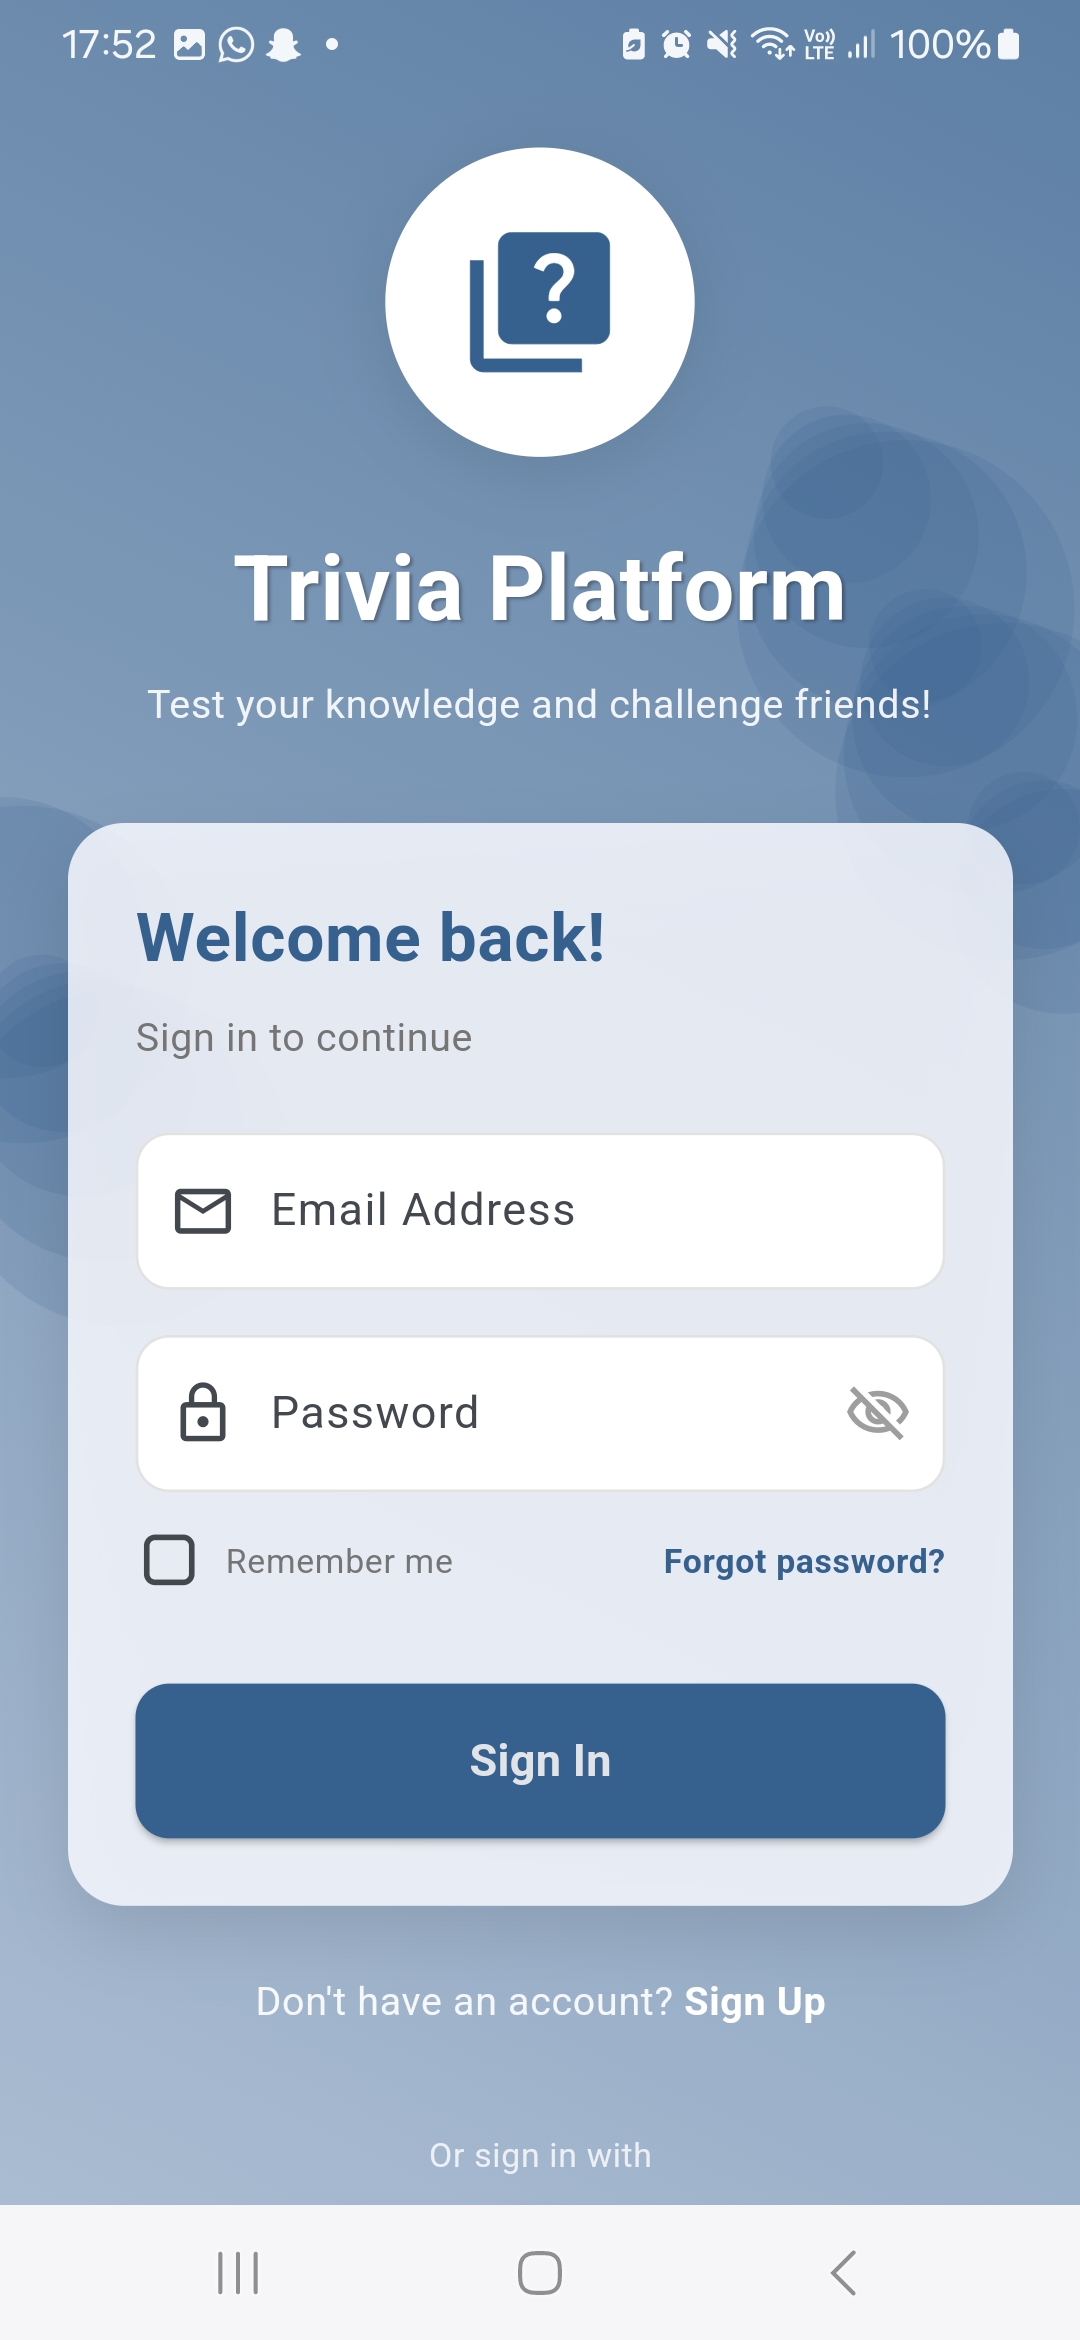 17:52 Vo)) LTE 100%
?
Trivia Platform
Test your knowledge and challenge friends!
Welcome back!
Sign in to continue
Email Address
Password
Remember me Forgot password?
Sign In
Don't have an account? Sign Up
Or sign in with